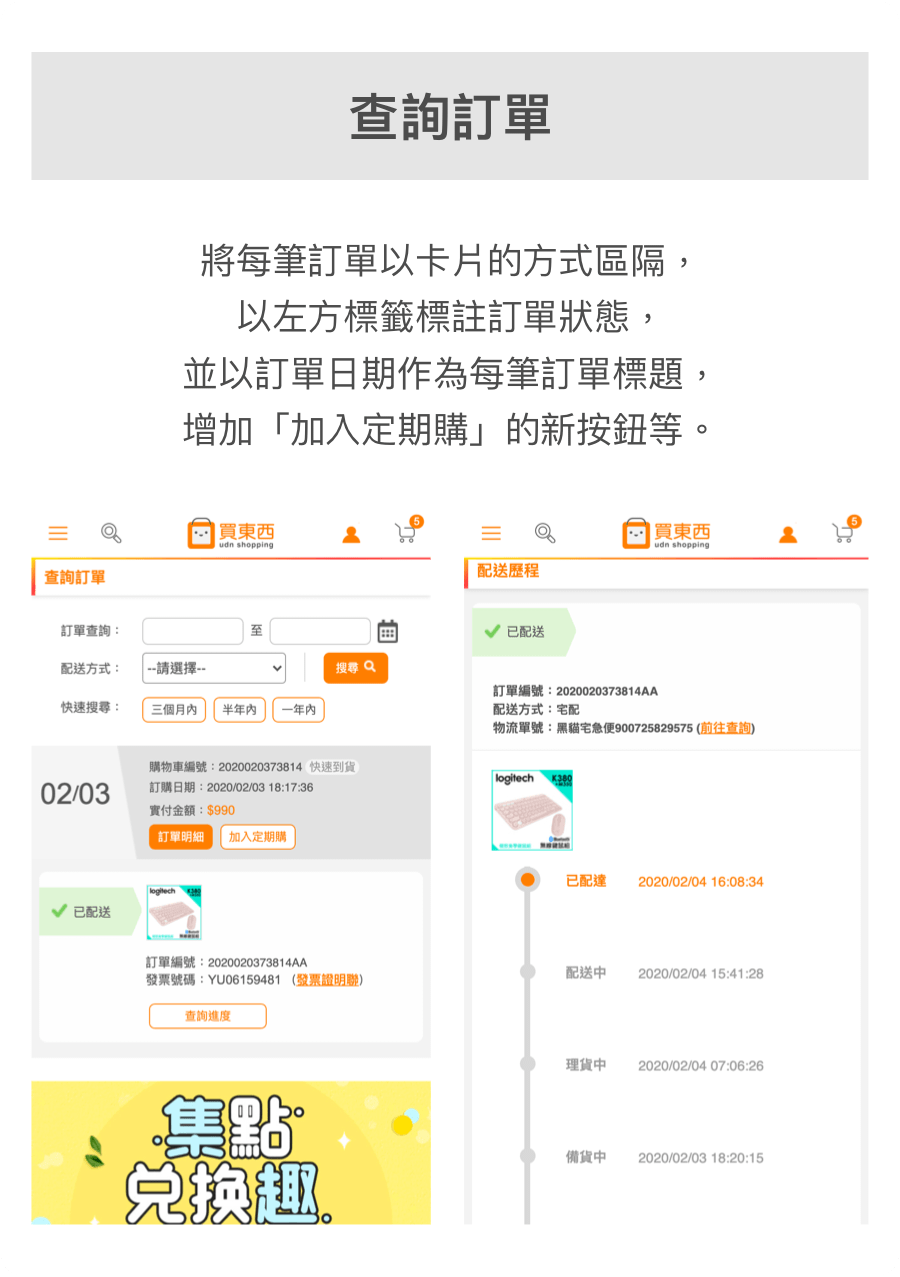 查詢訂單
將每筆訂單以卡片的方式區隔，
以左方標籤標註訂單狀態，
並以訂單日期作為每筆訂單標題，
增加「加入定期購」的新按鈕等。
買東西
udn shopping
5
查詢訂單
訂單查詢：
至
配送方式：
--請選擇--
搜尋
快速搜尋：
三個月內
半年內
一年內
02/03
購物車編號：2020020373814 快速到貨
訂購日期：2020/02/03 18:17:36
實付金額：$990
訂單明細
加入定期購
已配送
logitech K380
訂單編號：2020020373814AA
發票號碼：YU06159481 （發票證明聯）
查詢進度
集點
兌換趣
買東西
udn shopping
5
配送歷程
已配送
訂單編號：2020020373814AA
配送方式：宅配
物流單號：黑貓宅急便900725829575 (前往查詢)
logitech K380
Bluetooth
無線鍵鼠組
已配達 2020/02/04 16:08:34
配送中 2020/02/04 15:41:28
理貨中 2020/02/04 07:06:26
備貨中 2020/02/03 18:20:15